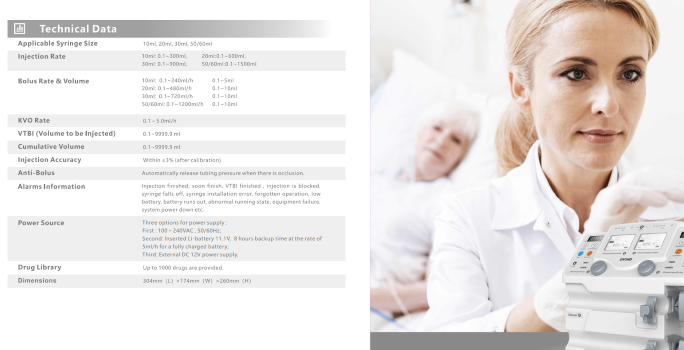 Technical Data
Applicable Syringe Size 10ml, 20ml, 30ml, 50/60ml
Injection Rate 10ml: 0.1~300ml, 20ml:0.1~600ml,
30ml: 0.1~900ml, 50/60ml:0.1~1500ml
Bolus Rate & Volume 10ml: 0.1~240ml/h 0.1~5ml
20ml: 0.1~480ml/h 0.1~10ml
30ml: 0.1~720ml/h 0.1~10ml
50/60ml: 0.1~1200ml/h 0.1~10ml
KVO Rate 0.1~ 5.0ml/h
VTBI (Volume to be Injected) 0.1~9999.9 ml
Cumulative Volume 0.1~9999.9 ml
Injection Accuracy Within ±3% (after calibration)
Anti-Bolus Automatically release tubing pressure when there is occlusion.
Alarms Information Injection finished, soon finish, VTBI finished , injection is blocked,
syringe falls off, syringe installation error, forgotten operation, low
battery, battery runs out, abnormal running state, equipment failure,
system power down etc.
Power Source Three options for power supply :
First : 100~240VAC , 50/60Hz;
Second: Inserted Li-battery 11.1V, 8 hours backup time at the rate of
5ml/h for a fully charged battery;
Third: External DC 12V power supply.
Drug Library Up to 1000 drugs are provided.
Dimensions 304mm (L) ×174mm (W) ×260mm (H)